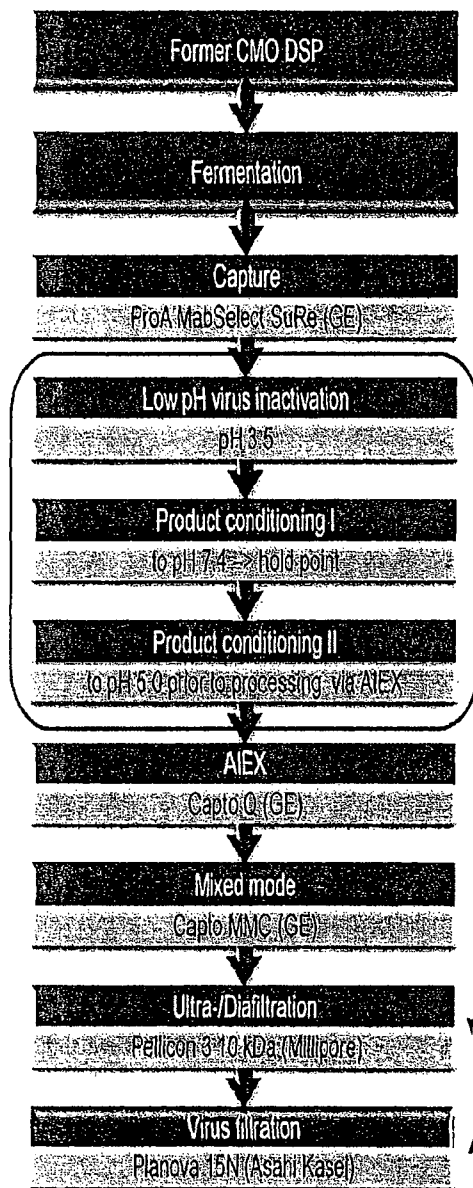 Former CMO DSP
Fermentation
Capture
ProA MabSelect SuRe (GE)
Low pH virus inactivation
pH 3.5
Product conditioning I
to pH 7.4 --> hold point
Product conditioning II
to pH 6.0 prior to processing via AIEX
AIEX
Capto Q (GE)
Mixed mode
Capto MMC (GE)
Ultra-/Diafiltration
Pellicon 3 10 kDa (Millipore)
Virus filtration
Planova 15N (Asahi Kasei)